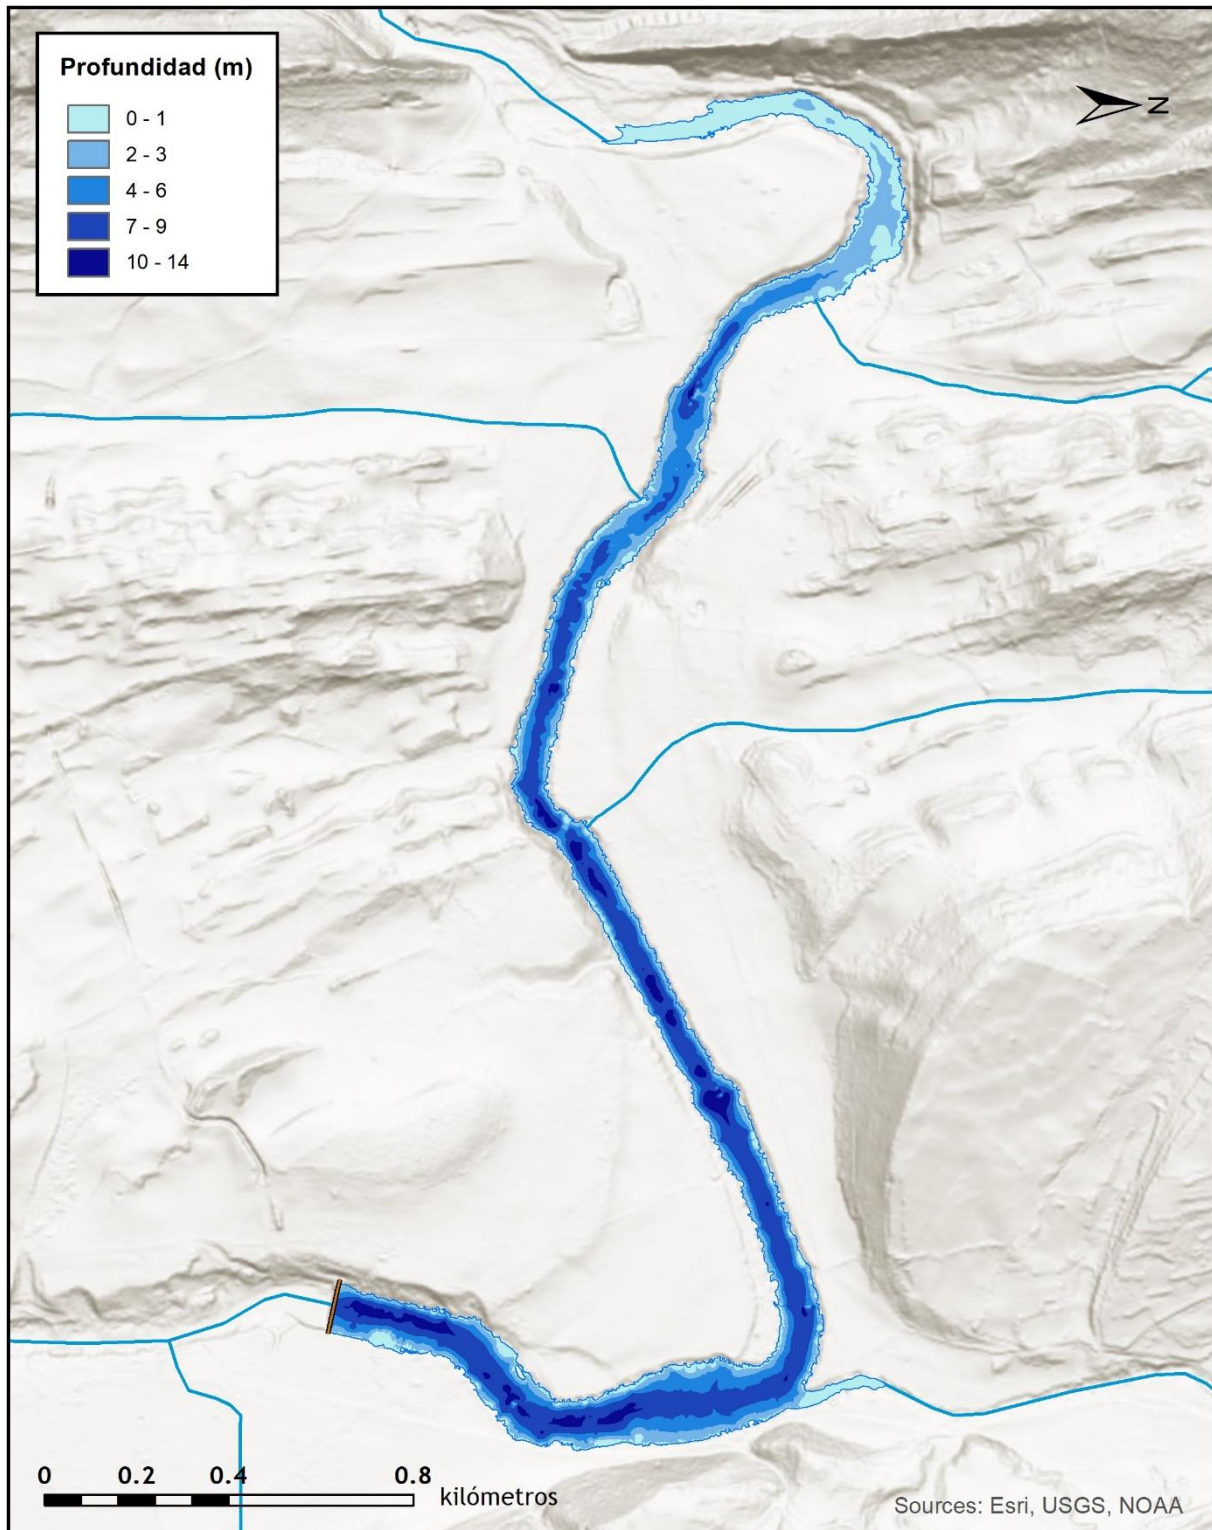 Profundidad (m)
0 - 1
2 - 3
4 - 6
7 - 9
10 - 14
N
0 0.2 0.4 0.8
kilómetros
Sources: Esri, USGS, NOAA